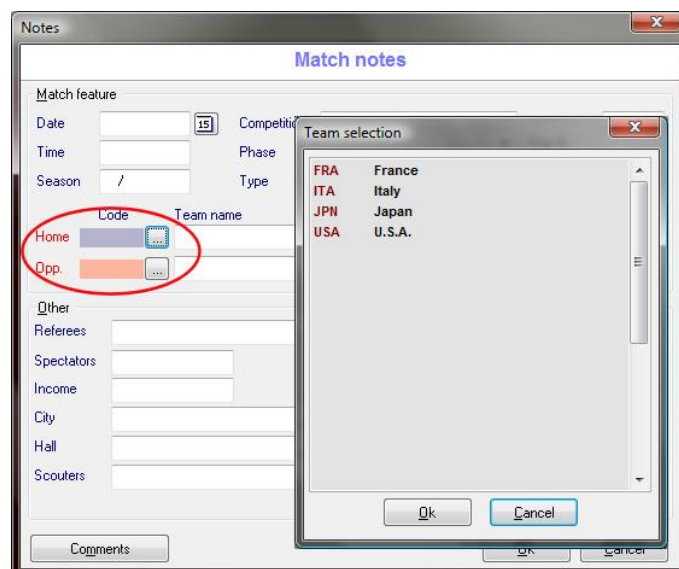 Notes
Match notes
Match feature
Date 15 Competitio
Time Phase
Season / Type
Code Team name
Home ...
Opp. ...
Other
Referees
Spectators
Income
City
Hall
Scouters
Comments
Ok Cancel
Team selection
FRA France
ITA Italy
JPN Japan
USA U.S.A.
Ok Cancel